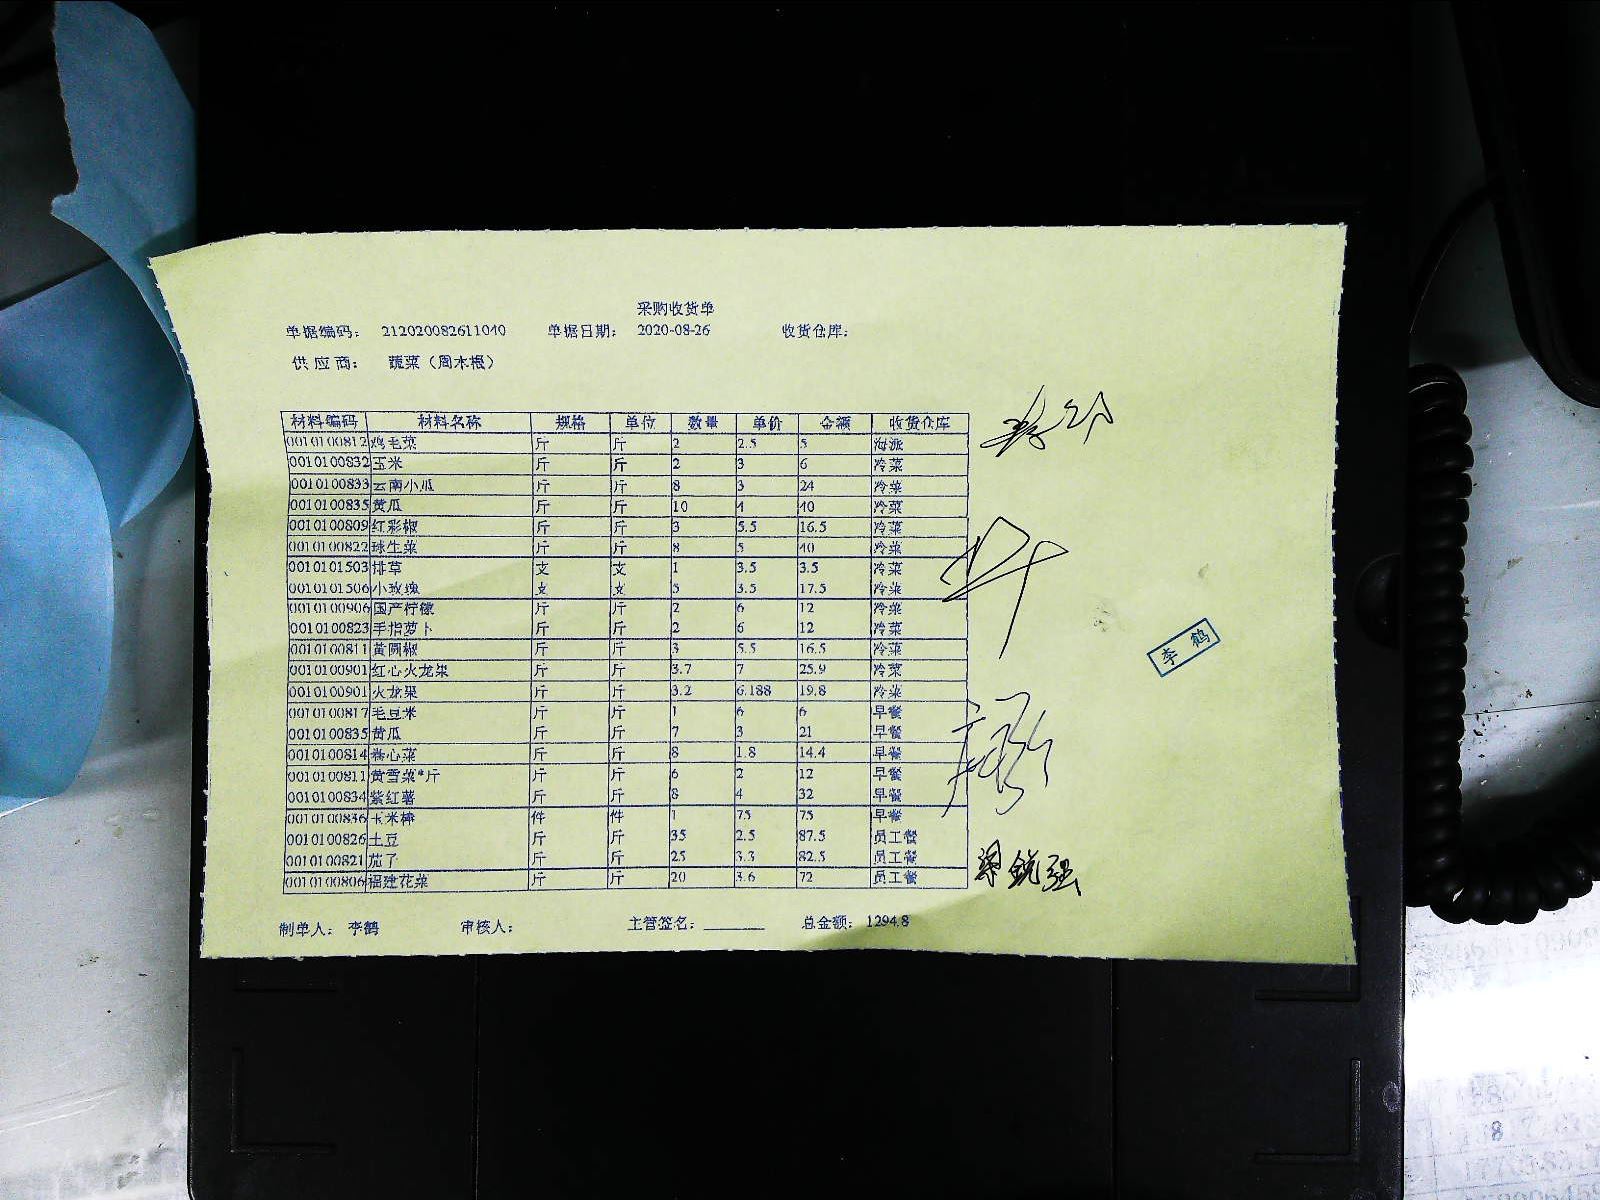 采购收货单
单据编码： 212020082611040 单据日期： 2020-08-26 收货仓库：
供应商： 蔬菜（周木根）
材料编码 材料名称 规格 单位 数量 单价 金额 收货仓库
0010100812 鸡毛菜 斤 斤 2 2.5 5 海派
0010100832 玉米 斤 斤 2 3 6 冷菜
0010100833 云南小瓜 斤 斤 8 3 24 冷菜
0010100835 黄瓜 斤 斤 10 4 40 冷菜
0010100809 红彩椒 斤 斤 3 5.5 16.5 冷菜
0010100822 球生菜 斤 斤 8 5 40 冷菜
0010101503 排草 支 支 1 3.5 3.5 冷菜
0010101506 小玫瑰 支 支 5 3.5 17.5 冷菜
0010100906 国产柠檬 斤 斤 2 6 12 冷菜
0010100823 手指萝卜 斤 斤 2 6 12 冷菜
0010100811 黄圆椒 斤 斤 3 5.5 16.5 冷菜
0010100901 红心火龙果 斤 斤 3.7 7 25.9 冷菜
0010100901 火龙果 斤 斤 3.2 6.188 19.8 冷菜
0010100817 毛豆米 斤 斤 1 6 6 早餐
0010100835 黄瓜 斤 斤 7 3 21 早餐
0010100814 卷心菜 斤 斤 8 1.8 14.4 早餐
0010100811 黄雪菜*斤 斤 斤 6 2 12 早餐
0010100834 紫红薯 斤 斤 8 4 32 早餐
0010100836 玉米棒 件 件 1 75 75 早餐
0010100826 土豆 斤 斤 35 2.5 87.5 员工餐
0010100821 茄子 斤 斤 25 3.3 82.5 员工餐
0010100806 福建花菜 斤 斤 20 3.6 72 员工餐
李鹤
梁锐强
制单人： 李鹤 审核人： 主管签名： 总金额： 1294.8